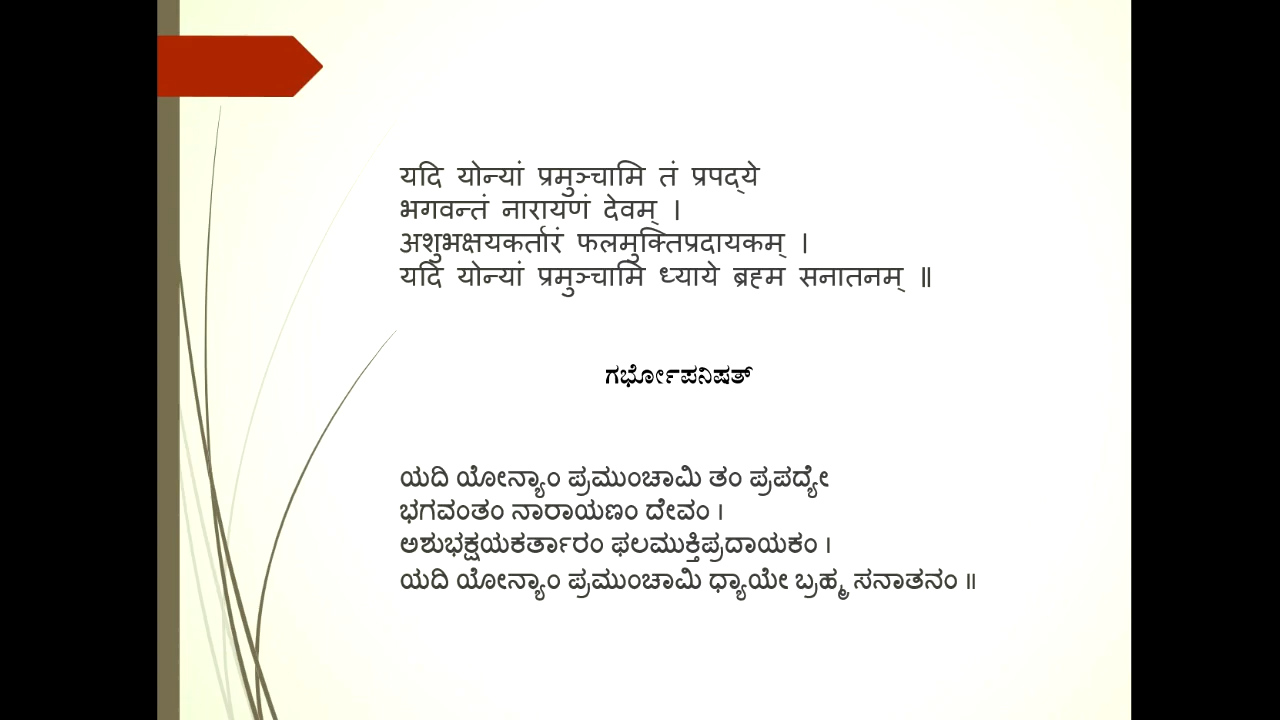 यदि योन्यां प्रमुञ्चामि तं प्रपद्ये
भगवन्तं नारायणं देवम् ।
अशुभक्षयकर्तारं फलमुक्तिप्रदायकम् ।
यदि योन्यां प्रमुञ्चामि ध्याये ब्रह्म सनातनम् ॥
ಗರ್ಭೋಪನಿಷತ್
ಯದಿ ಯೋನ್ಯಾಂ ಪ್ರಮುಂಚಾಮಿ ತಂ ಪ್ರಪದ್ಯೇ
ಭಗವಂತಂ ನಾರಾಯಣಂ ದೇವಂ ।
ಅಶುಭಕ್ಷಯಕರ್ತಾರಂ ಫಲಮುಕ್ತಿಪ್ರದಾಯಕಂ ।
ಯದಿ ಯೋನ್ಯಾಂ ಪ್ರಮುಂಚಾಮಿ ಧ್ಯಾಯೇ ಬ್ರಹ್ಮ ಸನಾತನಂ ॥